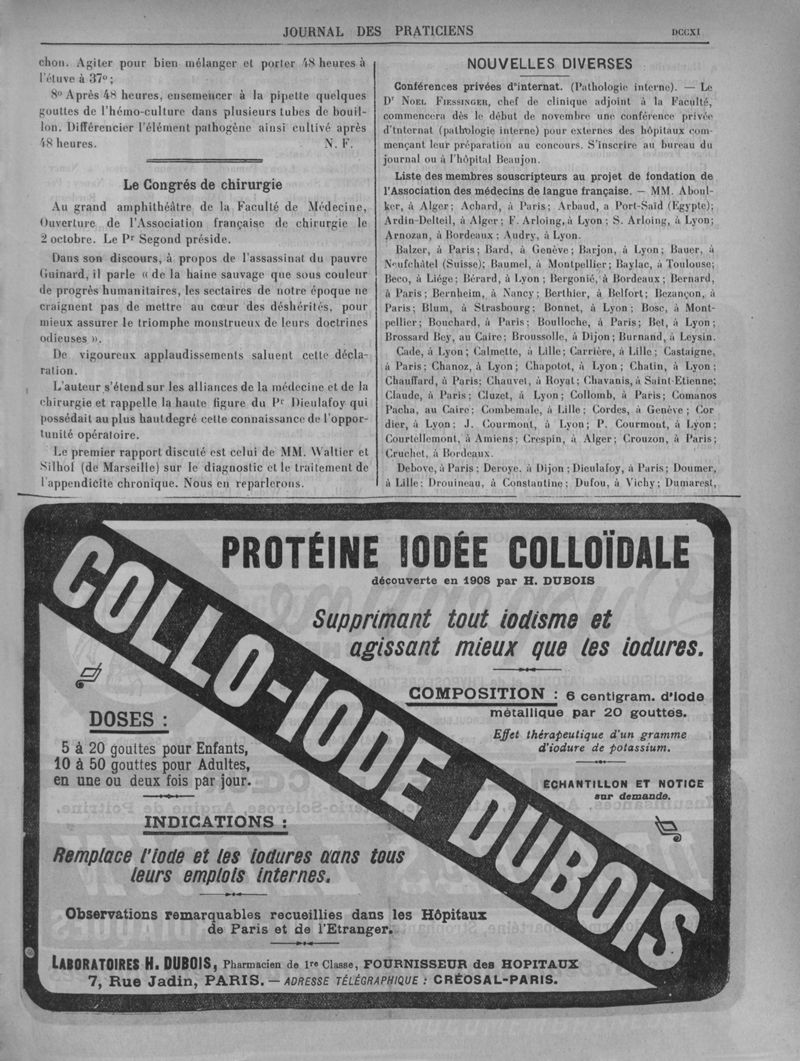 JOURNAL DES PRATICIENS
DCCXI
chon. Agiter pour bien mélanger et porter 48 heures à
l'étuve à 37° ;
8° Après 48 heures, ensemencer à la pipette quelques
gouttes de l'hémo-culture dans plusieurs tubes de bouil-
lon. Différencier l'élément pathogène ainsi cultivé après
48 heures. N. F.
Le Congrés de chirurgie
Au grand amphithéâtre de la Faculté de Médecine,
Ouverture de l'Association française de chirurgie le
2 octobre. Le Pr Segond préside.
Dans son discours, à propos de l'assassinat du pauvre
Guinard, il parle « de la haine sauvage que sous couleur
de progrès humanitaires, les sectaires de notre époque ne
craignent pas de mettre au cœur des déshérités, pour
mieux assurer le triomphe monstrueux de leurs doctrines
odieuses ».
De vigoureux applaudissements saluent cette décla-
ration.
L'auteur s'étend sur les alliances de la médecine et de la
chirurgie et rappelle la haute figure du Pr Dieulafoy qui
possédait au plus haut degré cette connaissance de l'oppor-
tunité opératoire.
Le premier rapport discuté est celui de MM. Waltier et
Silhol (de Marseille) sur le diagnostic et le traitement de
l'appendicite chronique. Nous en reparlerons.
NOUVELLES DIVERSES
Conférences privées d'internat. (Pathologie interne). — Le
Dr NOEL FIESSINGER, chef de clinique adjoint à la Faculté,
commencera dès le début de novembre une conférence privée
d'Internat (pathologie interne) pour externes des hôpitaux com-
mençant leur préparation au concours. S'inscrire au bureau du
journal ou à l'hôpital Beaujon.
Liste des membres souscripteurs au projet de fondation de
l'Association des médecins de langue française. — MM. Aboul-
ker, à Alger ; Achard, à Paris ; Arbaud, a Port-Saïd (Egypte) ;
Ardin-Delteil, à Alger ; F. Arloing, à Lyon ; S. Arloing, à Lyon ;
Arnozan, à Bordeaux ; Audry, à Lyon.
Balzer, à Paris ; Bard, à Genève ; Barjon, à Lyon ; Bauer, à
Neufchâtel (Suisse) ; Baumel, à Montpellier ; Baylac, à Toulouse ;
Beco, à Liége ; Bérard, à Lyon ; Bergonié, à Bordeaux ; Bernard,
à Paris ; Bernheim, à Nancy ; Berthier, à Belfort ; Bezançon, à
Paris ; Blum, à Strasbourg ; Bonnet, à Lyon ; Bosc, à Mont-
pellier ; Bouchard, à Paris ; Boulloche, à Paris ; Bet, à Lyon ;
Brossard Bey, au Caire ; Broussolle, à Dijon ; Burnand, à Leysin.
Cade, à Lyon ; Calmette, à Lille ; Carrière, à Lille ; Castaigne,
à Paris ; Chanoz, à Lyon ; Chapotot, à Lyon ; Chatin, à Lyon ;
Chauffard, à Paris ; Chauvet, à Royat ; Chavanis, à Saint-Etienne ;
Claude, à Paris ; Cluzet, à Lyon ; Collomb, à Paris ; Comanos
Pacha, au Caire ; Combemale, à Lille ; Cordes, à Genève ; Cor
dier, à Lyon ; J. Courmont, à Lyon ; P. Courmont, à Lyon ;
Courtellemont, à Amiens ; Crespin, à Alger ; Crouzon, à Paris ;
Cruchet, à Bordeaux.
Debove, à Paris ; Deroye, à Dijon ; Dieulafoy, à Paris ; Doumer,
à Lille ; Drouineau, à Constantine ; Dufou, à Vichy ; Dumarest,
PROTÉINE IODÉE COLLOÏDALE
découverte en 1908 par H. DUBOIS
COLLO-IODE DUBOIS
Supprimant tout iodisme et
agissant mieux que les iodures.
COMPOSITION : 6 centigram. d'Iode
métallique par 20 gouttes.
Effet thérapeutique d'un gramme
d'iodure de potassium.
ÉCHANTILLON ET NOTICE
sur demande.
DOSES :
5 à 20 gouttes pour Enfants,
10 à 50 gouttes pour Adultes,
en une ou deux fois par jour.
INDICATIONS :
Remplace l'iode et les iodures dans tous
leurs emplois internes.
Observations remarquables recueillies dans les Hôpitaux
de Paris et de l'Etranger.
LABORATOIRES H. DUBOIS, Pharmacien de 1re Classe, FOURNISSEUR des HOPITAUX
7, Rue Jadin, PARIS. — ADRESSE TÉLÉGRAPHIQUE : CRÉOSAL-PARIS.